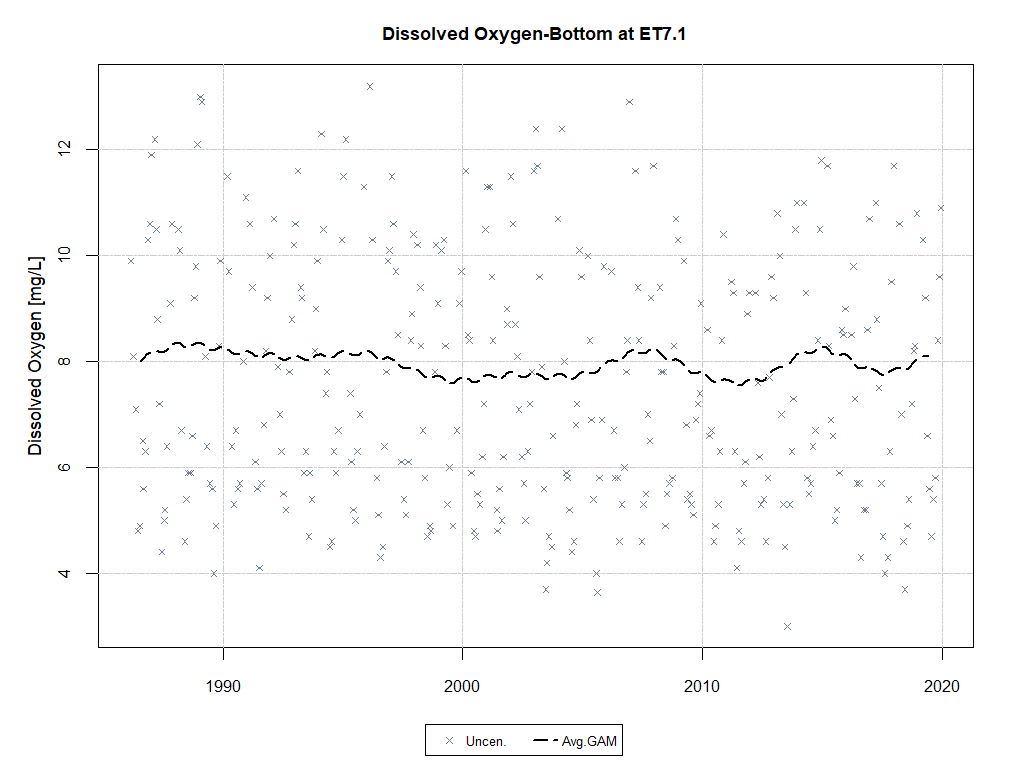 Dissolved Oxygen-Bottom at ET7.1
Dissolved Oxygen [mg/L]
12
10
8
6
4
1990 2000 2010 2020
Uncen. Avg.GAM